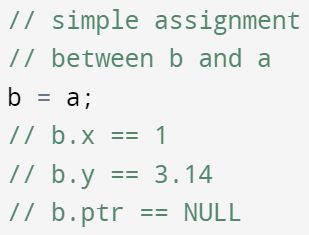 // simple assignment
// between b and a
b = a;
// b.x == 1
// b.y == 3.14
// b.ptr == NULL